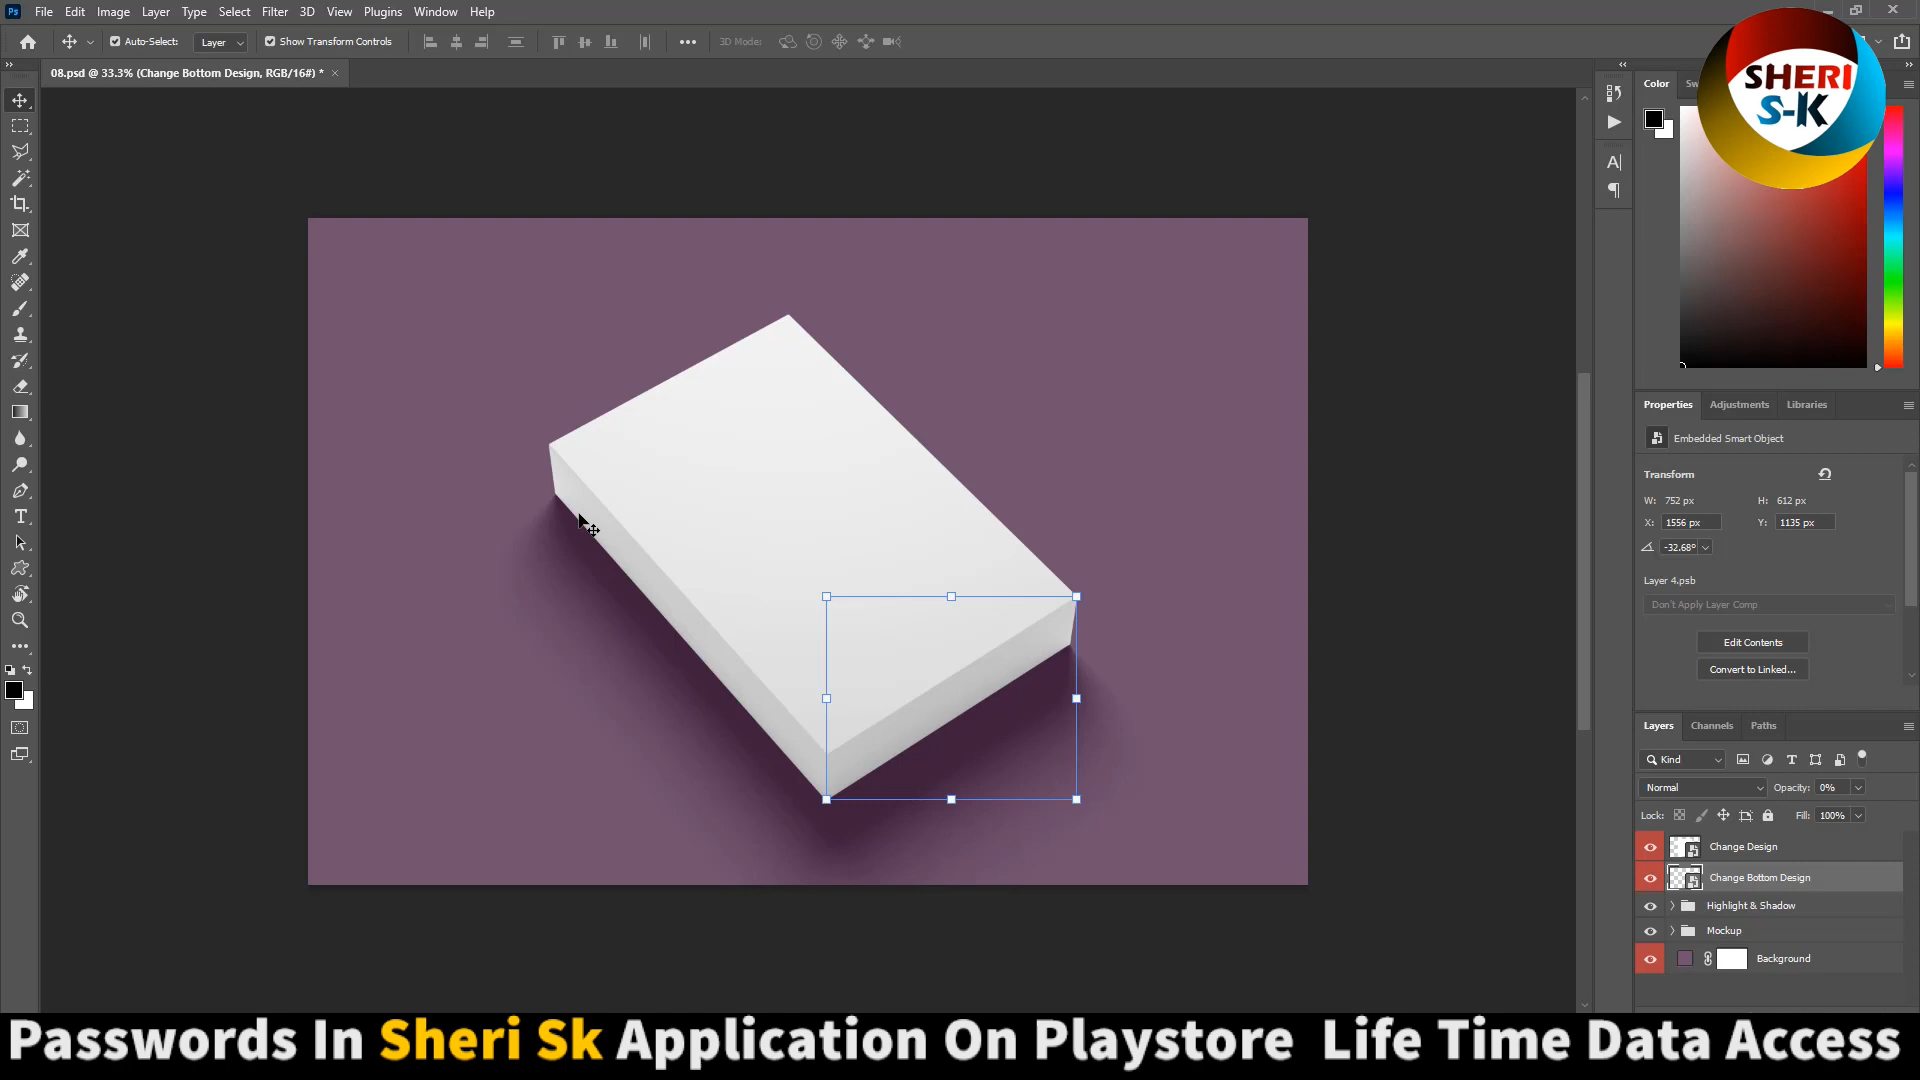 Ps File Edit Image Layer Type Select Filter 3D View Plugins Window Help
Auto-Select: Layer Show Transform Controls 3D Mode:
08.psd @ 33.3% (Change Bottom Design, RGB/16#) * ×
SHERI
S-K
Color Sw
Properties Adjustments Libraries
Embedded Smart Object
Transform
W: 752 px H: 612 px
X: 1556 px Y: 1135 px
-32.68°
Layer 4.psb
Don't Apply Layer Comp
Edit Contents
Convert to Linked...
Layers Channels Paths
Kind
Normal Opacity: 0%
Lock: Fill: 100%
Change Design
Change Bottom Design
Highlight & Shadow
Mockup
Background
Passwords In Sheri Sk Application On Playstore Life Time Data Access